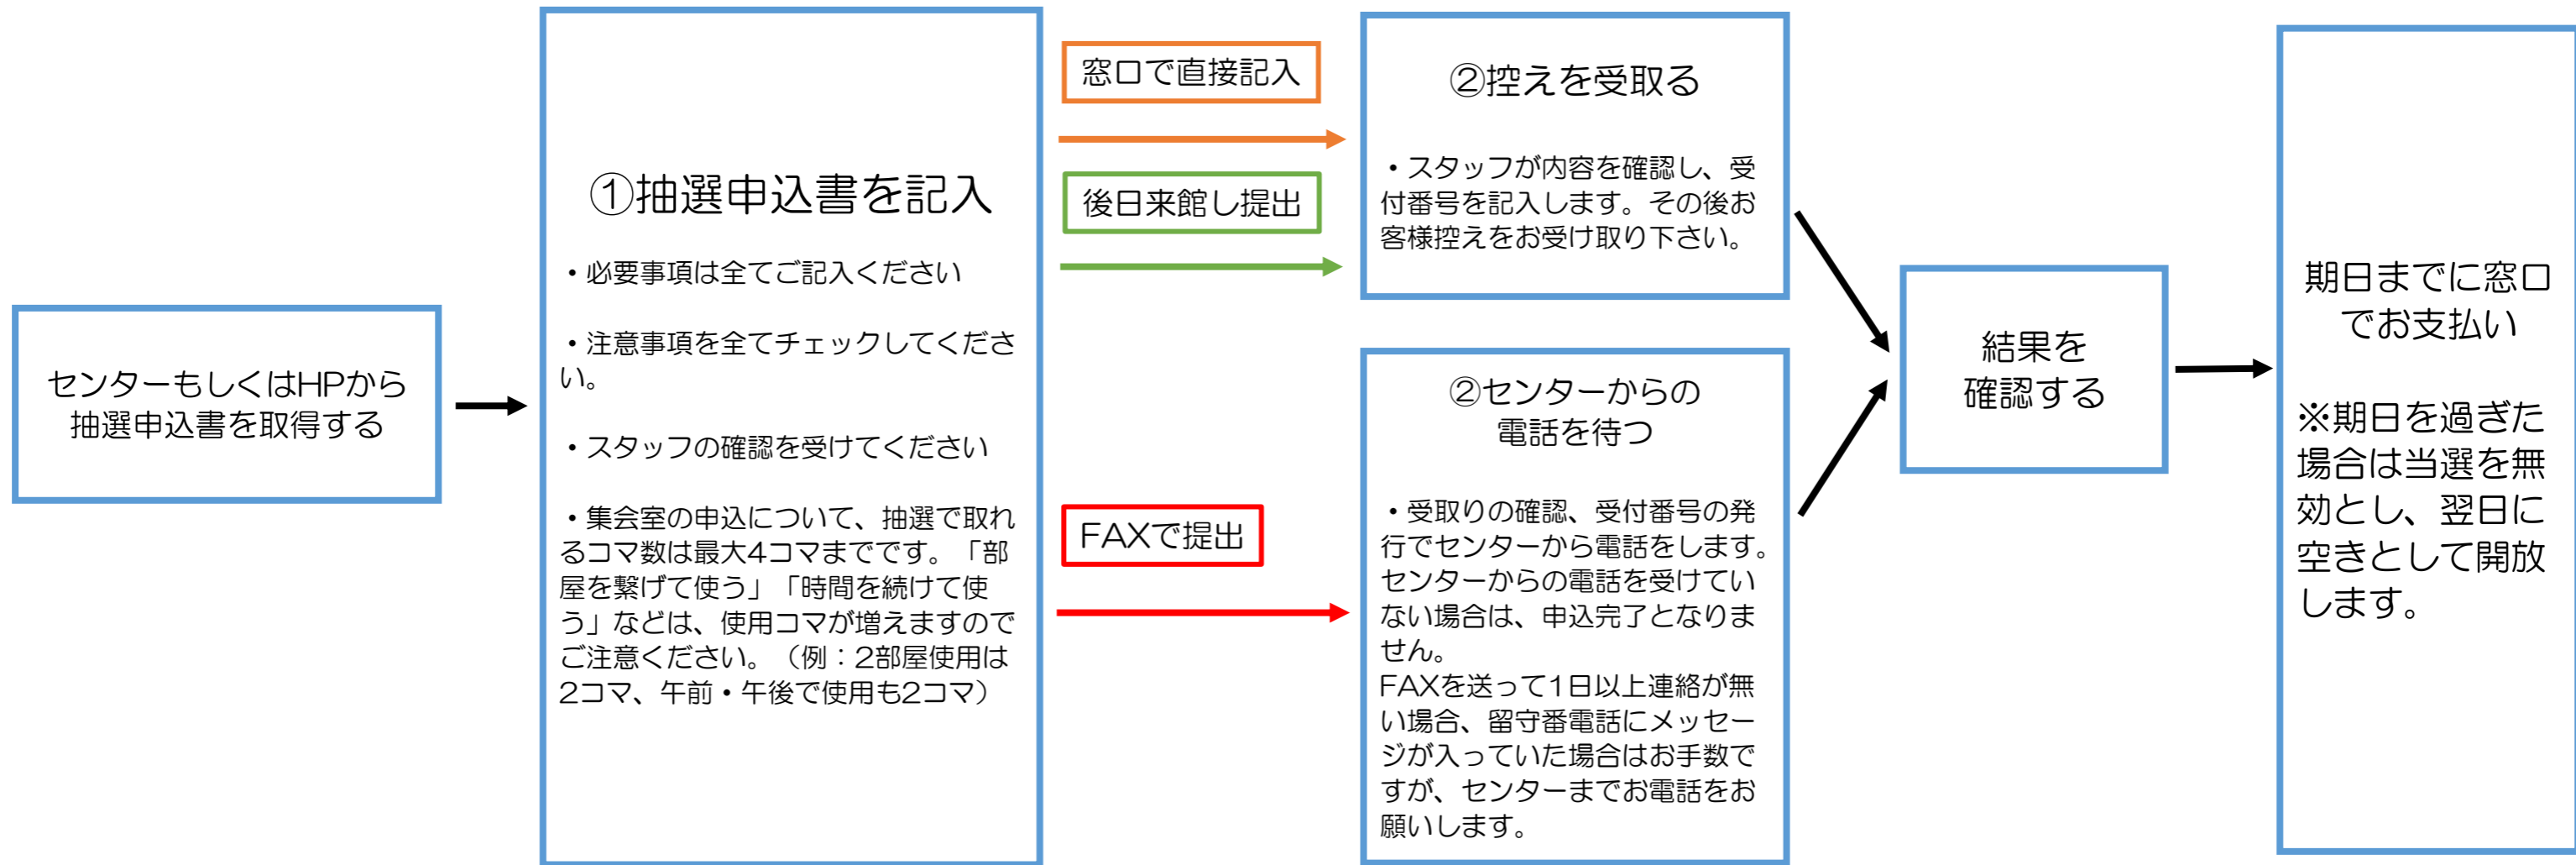 センターもしくはHPから
抽選申込書を取得する
①抽選申込書を記入
・必要事項は全てご記入ください
・注意事項を全てチェックしてくださ
い。
・スタッフの確認を受けてください
・集会室の申込について、抽選で取れ
るコマ数は最大4コマまでです。「部
屋を繋げて使う」「時間を続けて使
う」などは、使用コマが増えますので
ご注意ください。（例：2部屋使用は
2コマ、午前・午後で使用も2コマ）
窓口で直接記入
後日来館し提出
FAXで提出
②控えを受取る
・スタッフが内容を確認し、受
付番号を記入します。その後お
客様控えをお受け取り下さい。
②センターからの
電話を待つ
・受取りの確認、受付番号の発
行でセンターから電話をします。
センターからの電話を受けてい
ない場合は、申込完了となりま
せん。
FAXを送って1日以上連絡が無
い場合、留守番電話にメッセー
ジが入っていた場合はお手数で
すが、センターまでお電話をお
願いします。
結果を
確認する
期日までに窓口
でお支払い
※期日を過ぎた
場合は当選を無
効とし、翌日に
空きとして開放
します。